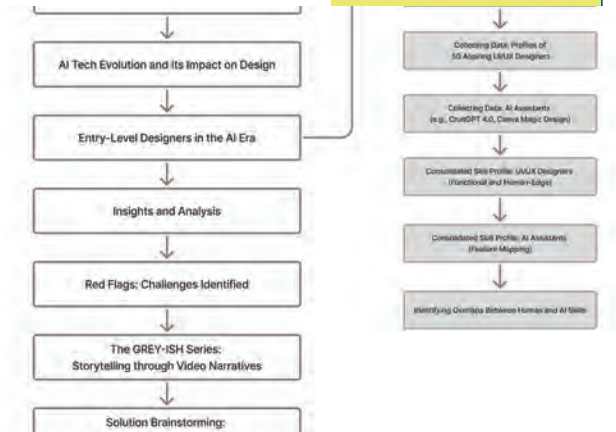 AI Tech Evolution and Its Impact on Design
Entry-Level Designers in the AI Era
Insights and Analysis
Red Flags: Challenges Identified
The GREY-ISH Series:
Storytelling through Video Narratives
Solution Brainstorming:
Collecting Data: Profiles of
50 Aspiring UI/UX Designers
Collecting Data: AI Assistants
(e.g., ChatGPT 4.0, Canva Magic Design)
Consolidated Skill Profile: UI/UX Designers
(Functional and Human-Edge)
Consolidated Skill Profile: AI Assistants
(Feature Mapping)
Identifying Overlaps Between Human and AI Skills